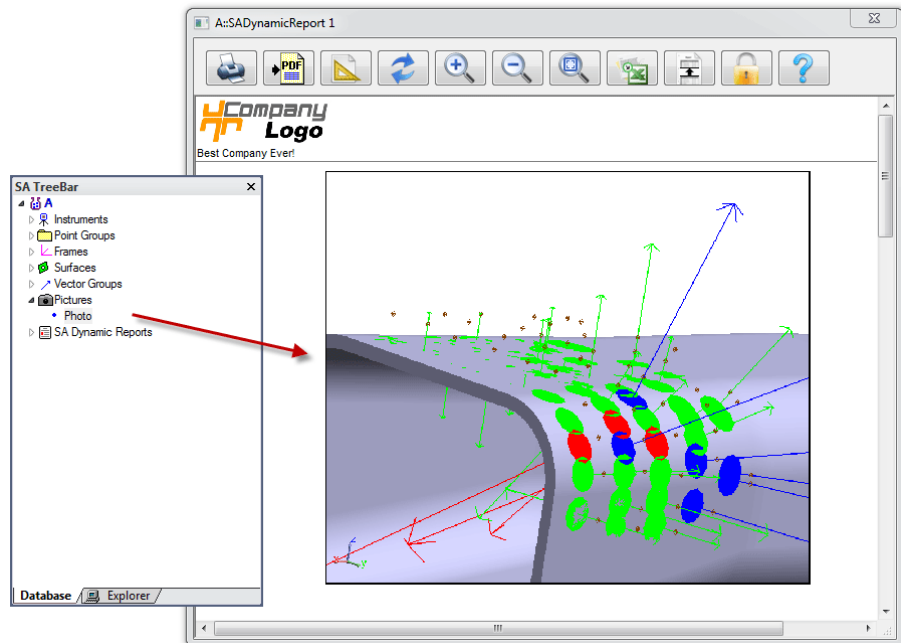 A::SADynamicReport 1
PDF
Company
Logo
Best Company Ever!
SA TreeBar
A
Instruments
Point Groups
Frames
Surfaces
Vector Groups
Pictures
Photo
SA Dynamic Reports
x
y
z
Database
Explorer